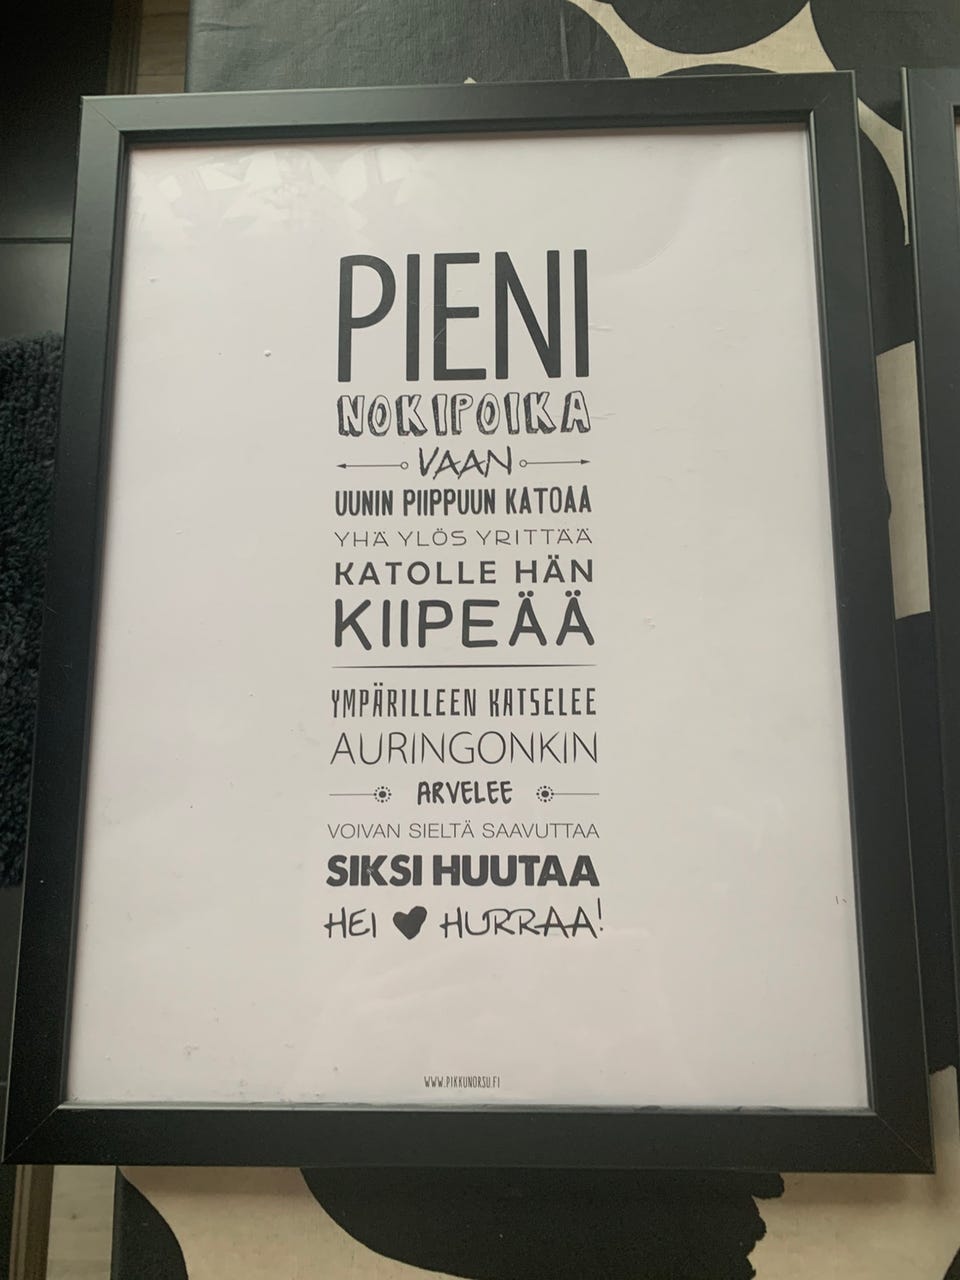 PIENI
NOKIPOIKA
VAAN
UUNIN PIIPPUUN KATOAA
YHÄ YLÖS YRITTÄÄ
KATOLLE HÄN
KIIPEÄÄ
YMPÄRILLEEN KATSELEE
AURINGONKIN
ARVELEE
VOIVAN SIELTÄ SAAVUTTAA
SIKSI HUUTAA
HEI ♥ HURRAA!
WWW.PIKKUNORSU.FI